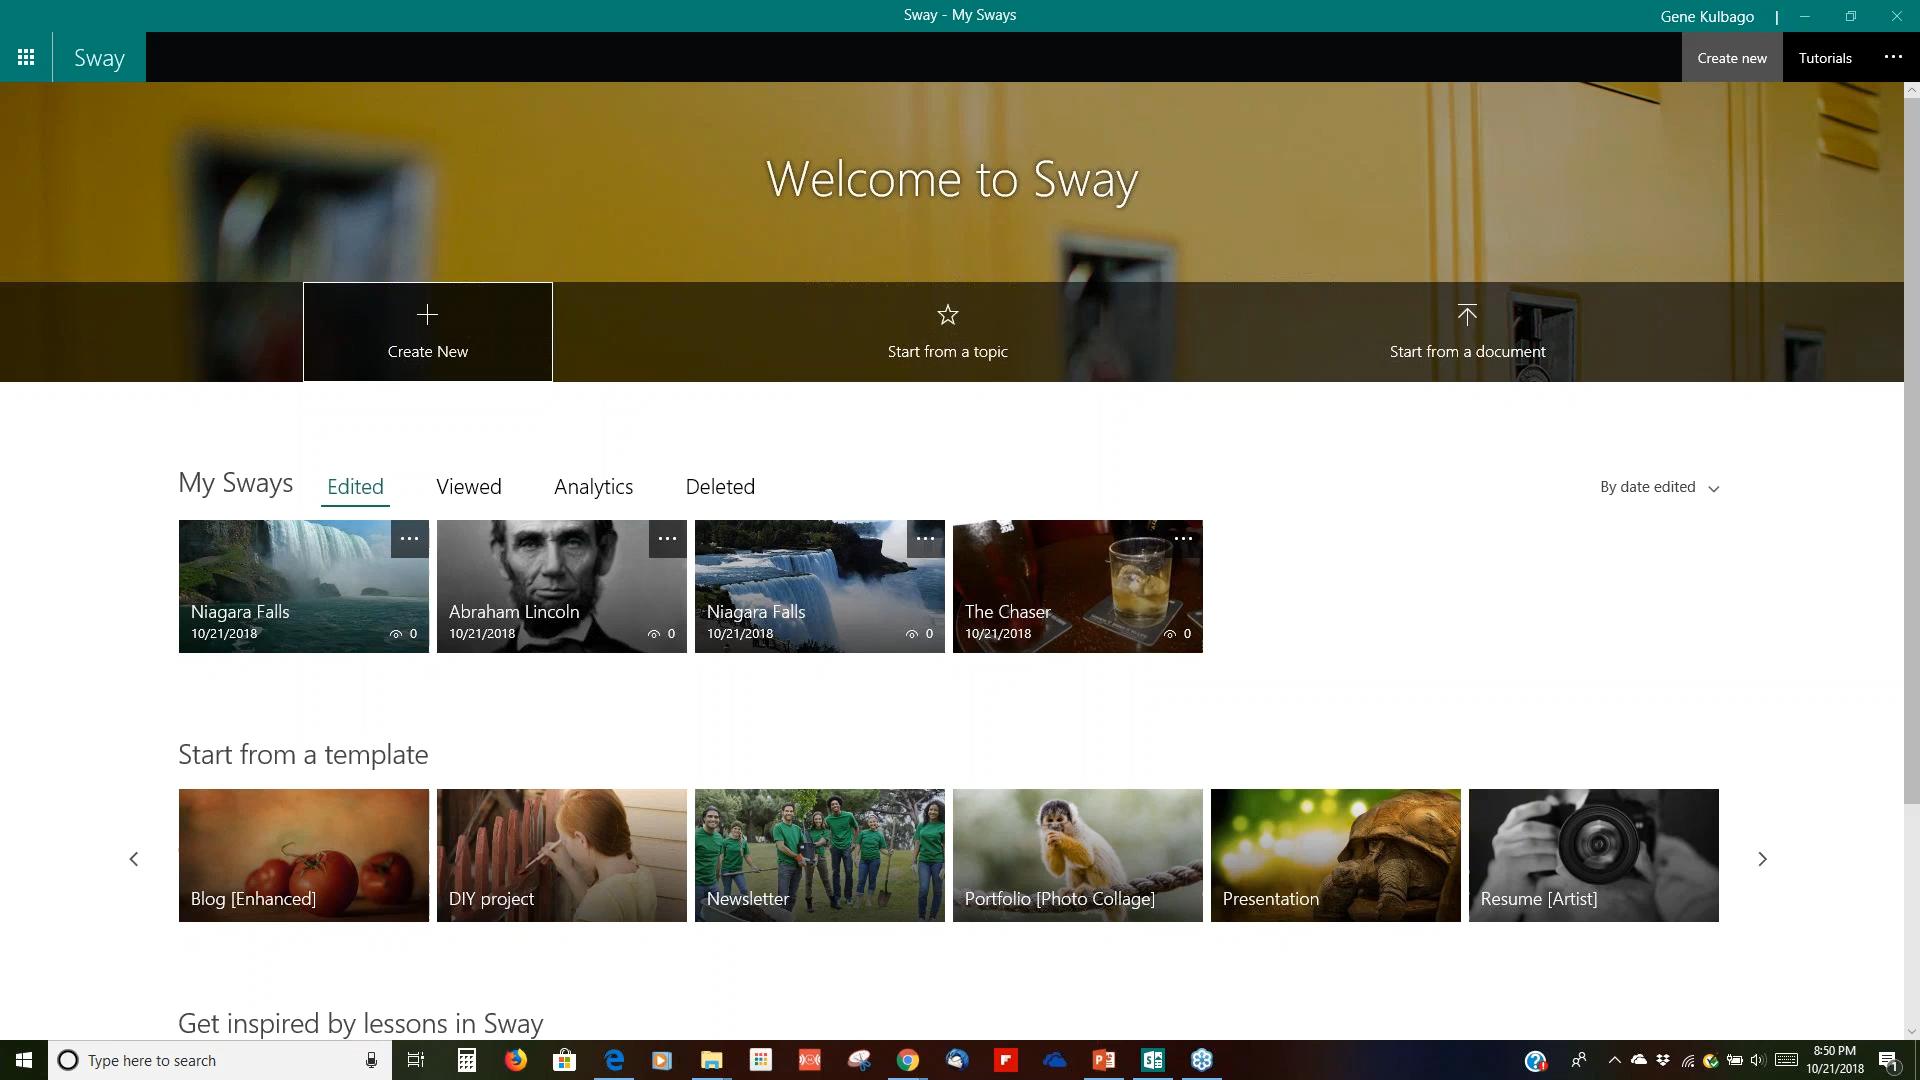 Sway - My Sways
Gene Kulbago
Sway
Create new
Tutorials
Welcome to Sway
Create New
Start from a topic
Start from a document
My Sways
Edited
Viewed
Analytics
Deleted
By date edited
Niagara Falls
10/21/2018
0
Abraham Lincoln
10/21/2018
0
Niagara Falls
10/21/2018
0
The Chaser
10/21/2018
0
Start from a template
Blog [Enhanced]
DIY project
Newsletter
Portfolio [Photo Collage]
Presentation
Resume [Artist]
Get inspired by lessons in Sway
Type here to search
8:50 PM
10/21/2018
1